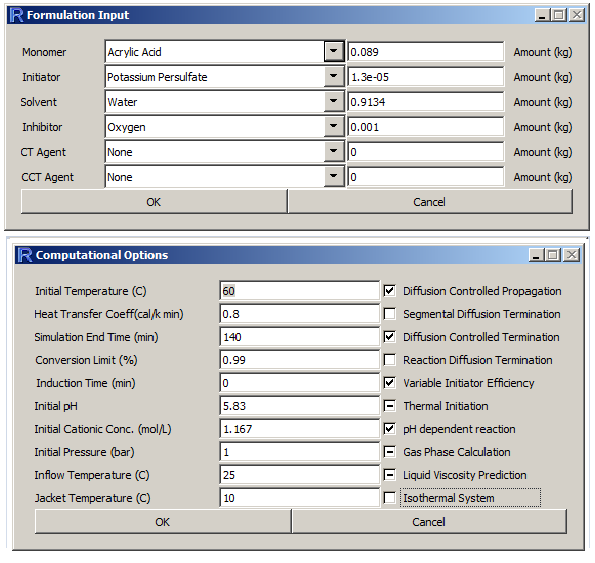 Formulation Input
Monomer Acrylic Acid 0.089 Amount (kg)
Initiator Potassium Persulfate 1.3e-05 Amount (kg)
Solvent Water 0.9134 Amount (kg)
Inhibitor Oxygen 0.001 Amount (kg)
CT Agent None 0 Amount (kg)
CCT Agent None 0 Amount (kg)
OK Cancel
Computational Options
Initial Temperature (C) 60 Diffusion Controlled Propagation
Heat Transfer Coeff(cal/k min) 0.8 Segmental Diffusion Termination
Simulation End Time (min) 140 Diffusion Controlled Termination
Conversion Limit (%) 0.99 Reaction Diffusion Termination
Induction Time (min) 0 Variable Initiator Efficiency
Initial pH 5.83 Thermal Initiation
Initial Cationic Conc. (mol/L) 1.167 pH dependent reaction
Initial Pressure (bar) 1 Gas Phase Calculation
Inflow Temperature (C) 25 Liquid Viscosity Prediction
Jacket Temperature (C) 10 Isothermal System
OK Cancel